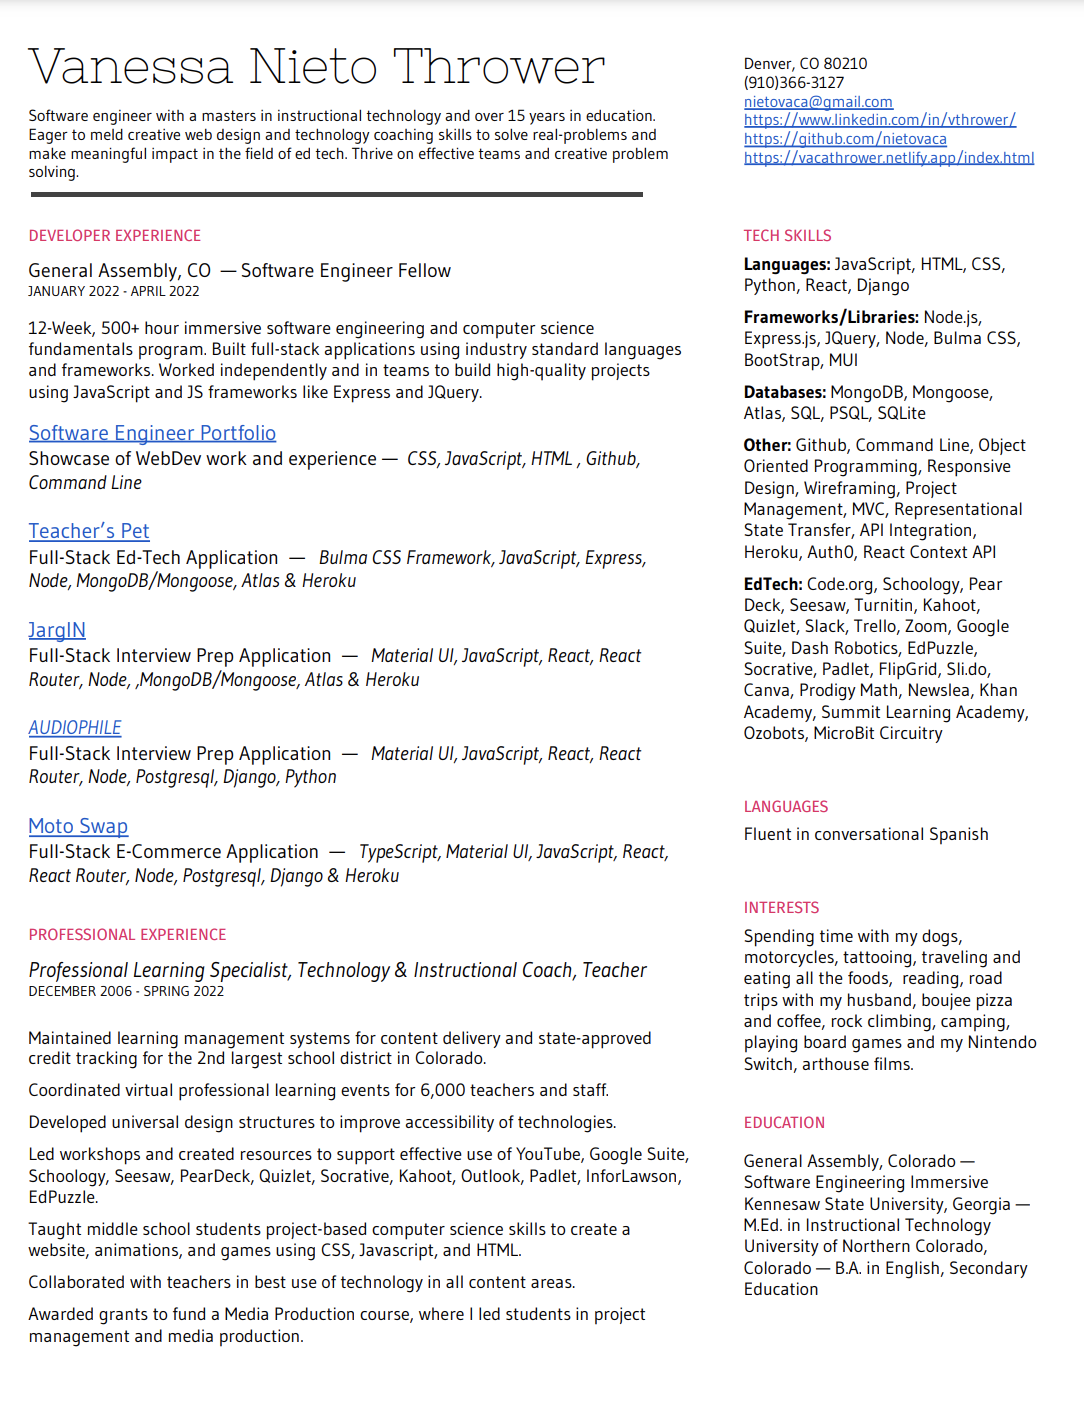 Vanessa Nieto Thrower
Software engineer with a masters in instructional technology and over 15 years in education.
Eager to meld creative web design and technology coaching skills to solve real-problems and
make meaningful impact in the field of ed tech. Thrive on effective teams and creative problem
solving.
Denver, CO 80210
(910)366-3127
nietovaca@gmail.com
https://www.linkedin.com/in/vthrower/
https://github.com/nietovaca
https://vacathrower.netlify.app/index.html
DEVELOPER EXPERIENCE
General Assembly, CO — Software Engineer Fellow
JANUARY 2022 - APRIL 2022
12-Week, 500+ hour immersive software engineering and computer science
fundamentals program. Built full-stack applications using industry standard languages
and frameworks. Worked independently and in teams to build high-quality projects
using JavaScript and JS frameworks like Express and JQuery.
Software Engineer Portfolio
Showcase of WebDev work and experience — CSS, JavaScript, HTML , Github,
Command Line
Teacher's Pet
Full-Stack Ed-Tech Application — Bulma CSS Framework, JavaScript, Express,
Node, MongoDB/Mongoose, Atlas & Heroku
JargIN
Full-Stack Interview Prep Application — Material UI, JavaScript, React, React
Router, Node, ,MongoDB/Mongoose, Atlas & Heroku
AUDIOPHILE
Full-Stack Interview Prep Application — Material UI, JavaScript, React, React
Router, Node, Postgresql, Django, Python
Moto Swap
Full-Stack E-Commerce Application — TypeScript, Material UI, JavaScript, React,
React Router, Node, Postgresql, Django & Heroku
PROFESSIONAL EXPERIENCE
Professional Learning Specialist, Technology & Instructional Coach, Teacher
DECEMBER 2006 - SPRING 2022
Maintained learning management systems for content delivery and state-approved
credit tracking for the 2nd largest school district in Colorado.
Coordinated virtual professional learning events for 6,000 teachers and staff.
Developed universal design structures to improve accessibility of technologies.
Led workshops and created resources to support effective use of YouTube, Google Suite,
Schoology, Seesaw, PearDeck, Quizlet, Socrative, Kahoot, Outlook, Padlet, InforLawson,
EdPuzzle.
Taught middle school students project-based computer science skills to create a
website, animations, and games using CSS, Javascript, and HTML.
Collaborated with teachers in best use of technology in all content areas.
Awarded grants to fund a Media Production course, where I led students in project
management and media production.
TECH SKILLS
Languages: JavaScript, HTML, CSS,
Python, React, Django
Frameworks/Libraries: Node.js,
Express.js, JQuery, Node, Bulma CSS,
BootStrap, MUI
Databases: MongoDB, Mongoose,
Atlas, SQL, PSQL, SQLite
Other: Github, Command Line, Object
Oriented Programming, Responsive
Design, Wireframing, Project
Management, MVC, Representational
State Transfer, API Integration,
Heroku, Auth0, React Context API
EdTech: Code.org, Schoology, Pear
Deck, Seesaw, Turnitin, Kahoot,
Quizlet, Slack, Trello, Zoom, Google
Suite, Dash Robotics, EdPuzzle,
Socrative, Padlet, FlipGrid, Sli.do,
Canva, Prodigy Math, Newslea, Khan
Academy, Summit Learning Academy,
Ozobots, MicroBit Circuitry
LANGUAGES
Fluent in conversational Spanish
INTERESTS
Spending time with my dogs,
motorcycles, tattooing, traveling and
eating all the foods, reading, road
trips with my husband, boujee pizza
and coffee, rock climbing, camping,
playing board games and my Nintendo
Switch, arthouse films.
EDUCATION
General Assembly, Colorado —
Software Engineering Immersive
Kennesaw State University, Georgia —
M.Ed. in Instructional Technology
University of Northern Colorado,
Colorado — B.A. in English, Secondary
Education